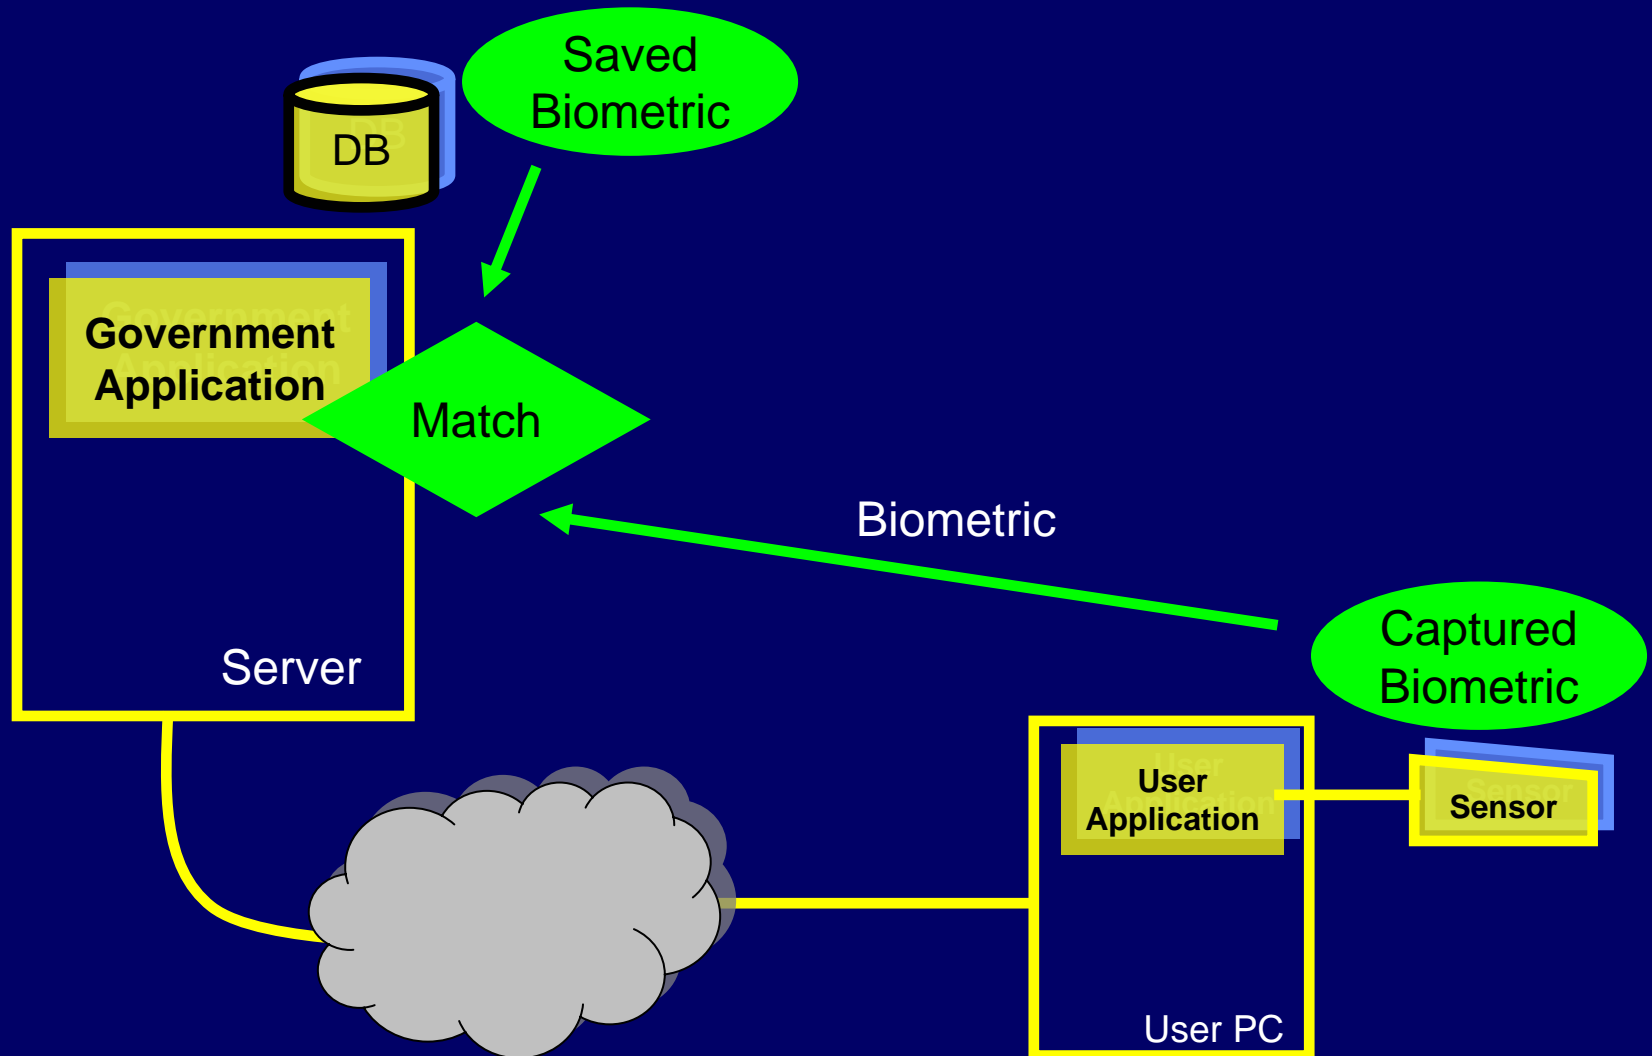 Saved
Biometric
DB
Government
Application
Match
Biometric
Server
Captured
Biometric
User
Application
Sensor
User PC